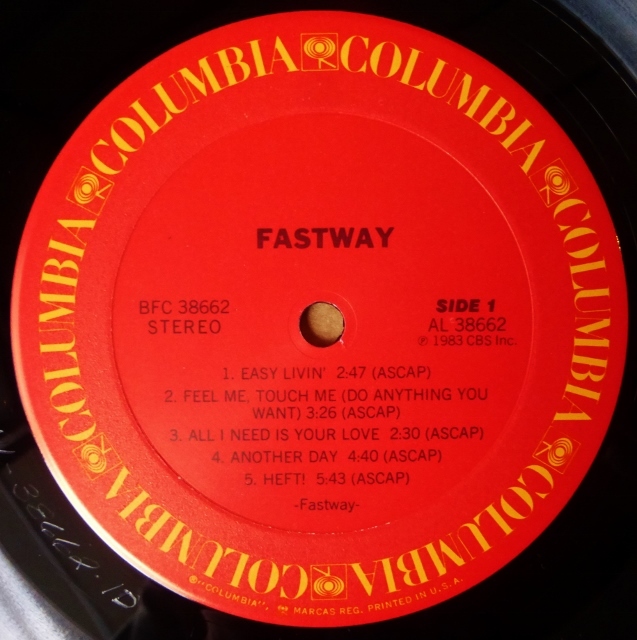 COLUMBIA COLUMBIA COLUMBIA COLUMBIA COLUMBIA COLUMBIA
FASTWAY
BFC 38662
STEREO
SIDE 1
AL 38662
℗ 1983 CBS Inc.
1. EASY LIVIN' 2:47 (ASCAP)
2. FEEL ME, TOUCH ME (DO ANYTHING YOU
WANT) 3:26 (ASCAP)
3. ALL I NEED IS YOUR LOVE 2:30 (ASCAP)
4. ANOTHER DAY 4:40 (ASCAP)
5. HEFT! 5:43 (ASCAP)
-Fastway-
"COLUMBIA", MARCAS REG. PRINTED IN U.S.A.